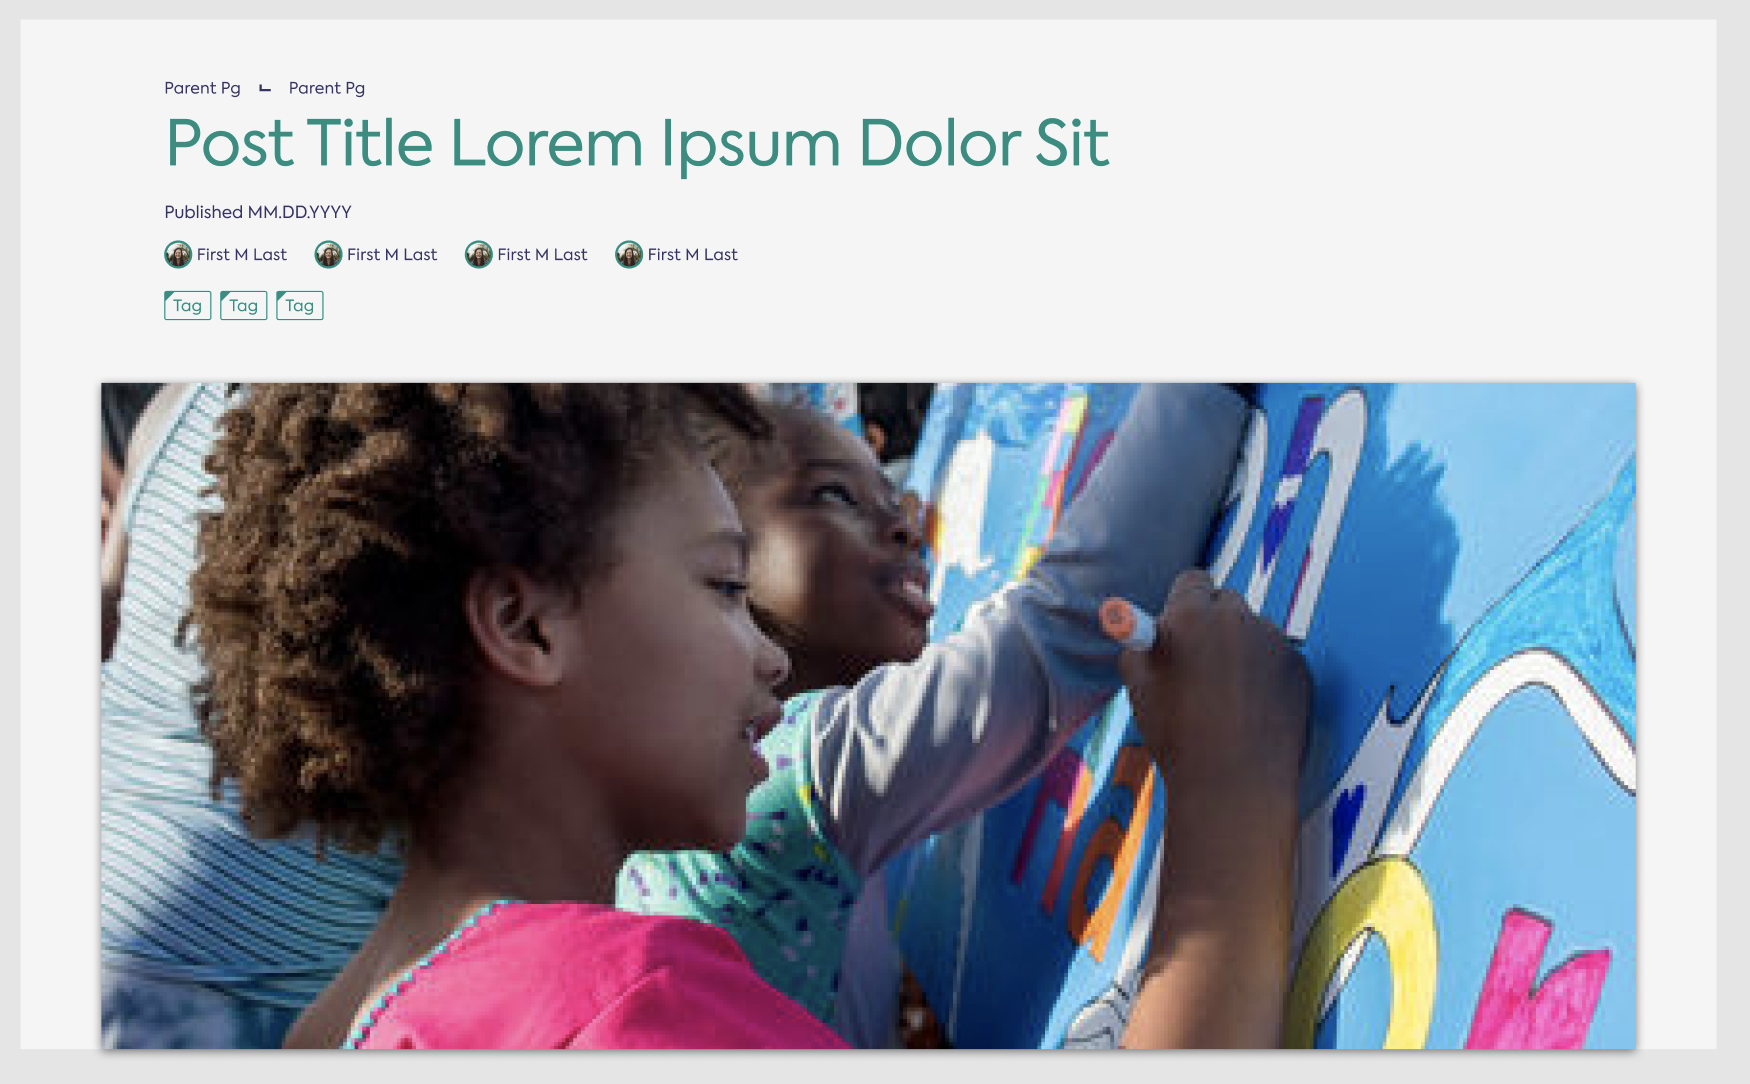 Parent Pg Parent Pg
Post Title Lorem Ipsum Dolor Sit
Published MM.DD.YYYY
First M Last First M Last First M Last First M Last
Tag Tag Tag